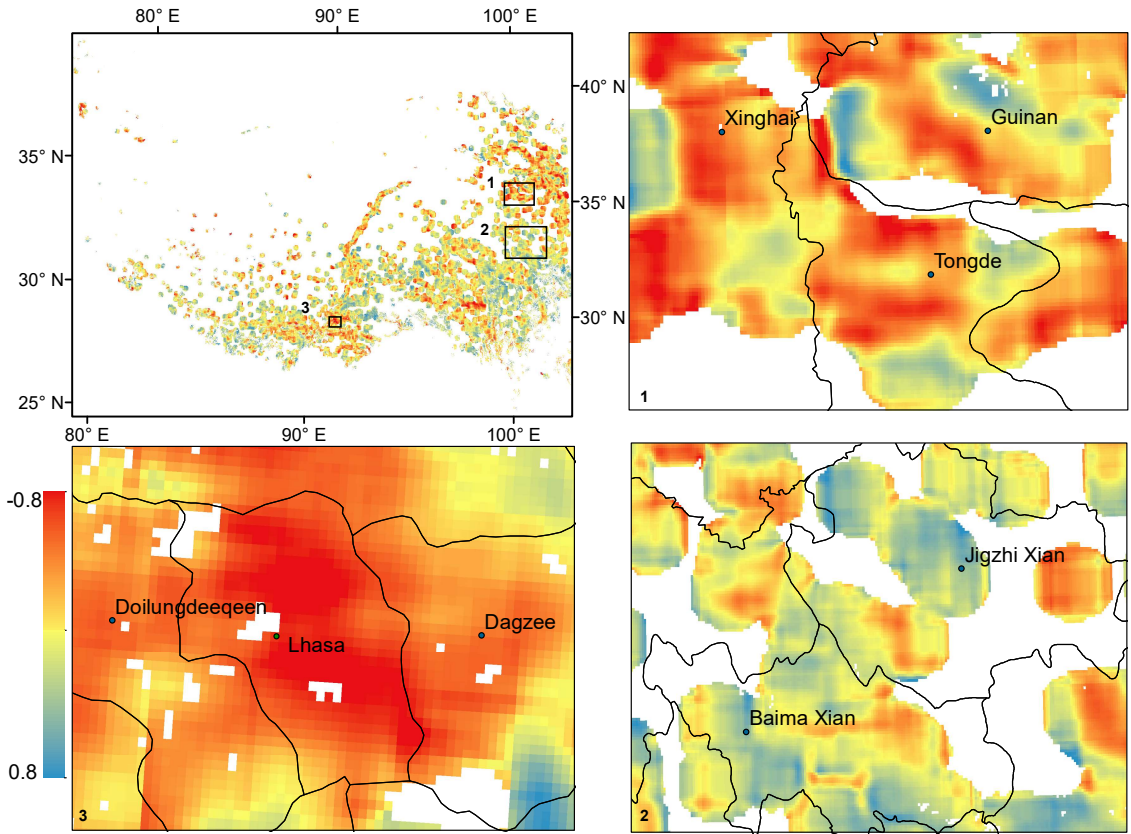 80° E
90° E
100° E
40° N
35° N
35° N
30° N
30° N
25° N
80° E
90° E
100° E
1
2
3
Xinghai
Guinan
Tongde
1
-0.8
0.8
Doilungdeeqeen
Lhasa
Dagzee
3
Jigzhi Xian
Baima Xian
2